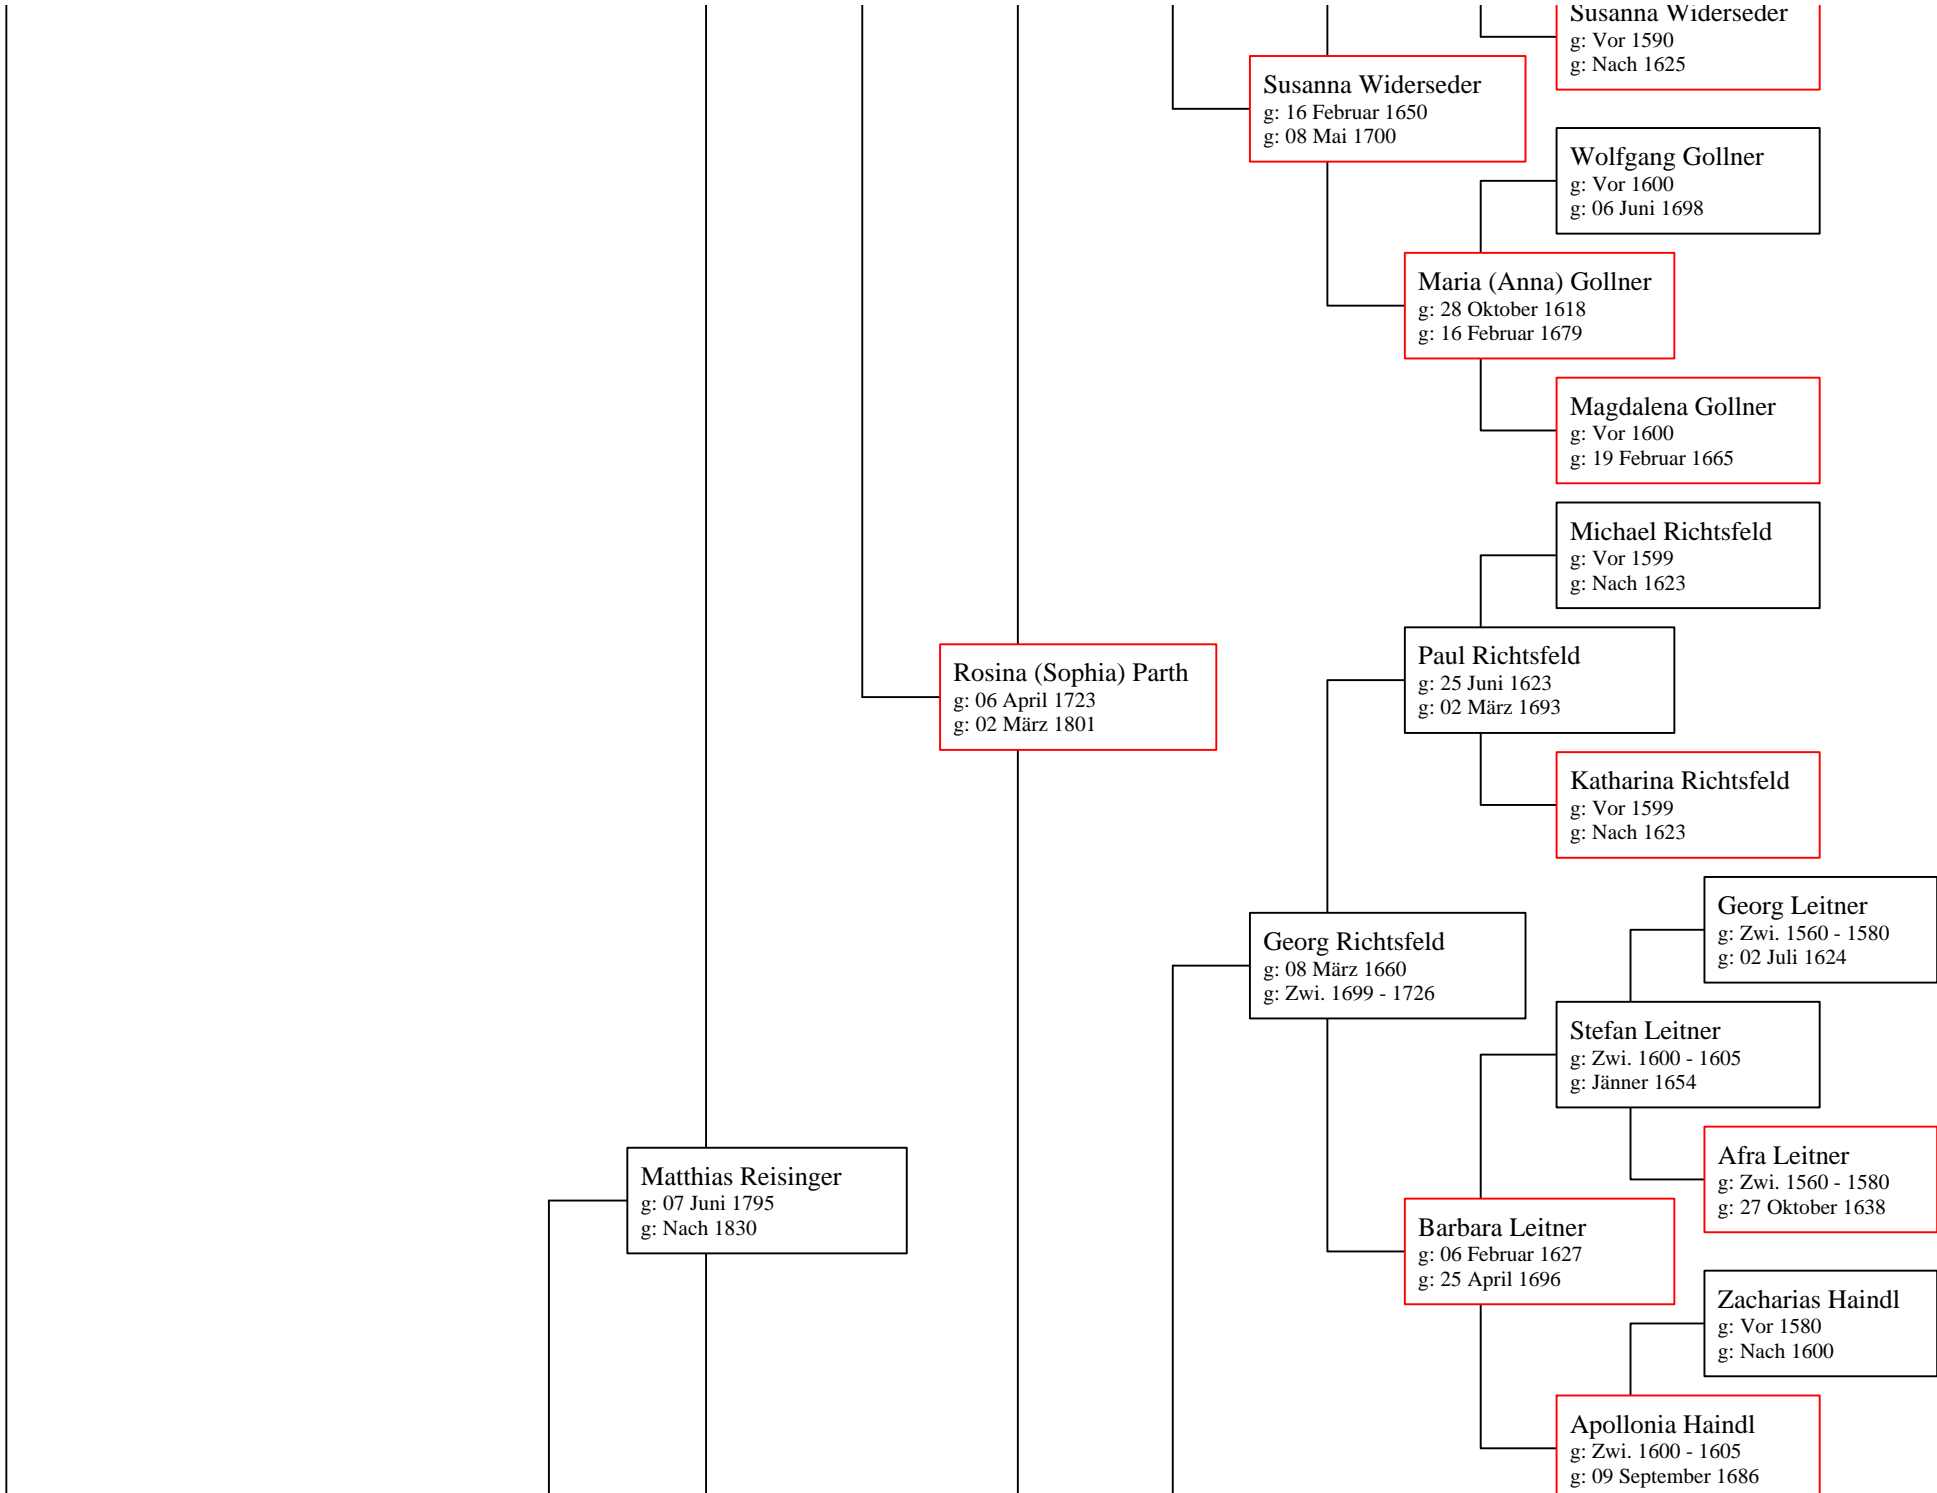 Susanna Widerseder
g: Vor 1590
g: Nach 1625
Susanna Widerseder
g: 16 Februar 1650
g: 08 Mai 1700
Wolfgang Gollner
g: Vor 1600
g: 06 Juni 1698
Maria (Anna) Gollner
g: 28 Oktober 1618
g: 16 Februar 1679
Magdalena Gollner
g: Vor 1600
g: 19 Februar 1665
Michael Richtsfeld
g: Vor 1599
g: Nach 1623
Paul Richtsfeld
g: 25 Juni 1623
g: 02 März 1693
Rosina (Sophia) Parth
g: 06 April 1723
g: 02 März 1801
Katharina Richtsfeld
g: Vor 1599
g: Nach 1623
Georg Leitner
g: Zwi. 1560 - 1580
g: 02 Juli 1624
Georg Richtsfeld
g: 08 März 1660
g: Zwi. 1699 - 1726
Stefan Leitner
g: Zwi. 1600 - 1605
g: Jänner 1654
Afra Leitner
g: Zwi. 1560 - 1580
g: 27 Oktober 1638
Matthias Reisinger
g: 07 Juni 1795
g: Nach 1830
Barbara Leitner
g: 06 Februar 1627
g: 25 April 1696
Zacharias Haindl
g: Vor 1580
g: Nach 1600
Apollonia Haindl
g: Zwi. 1600 - 1605
g: 09 September 1686